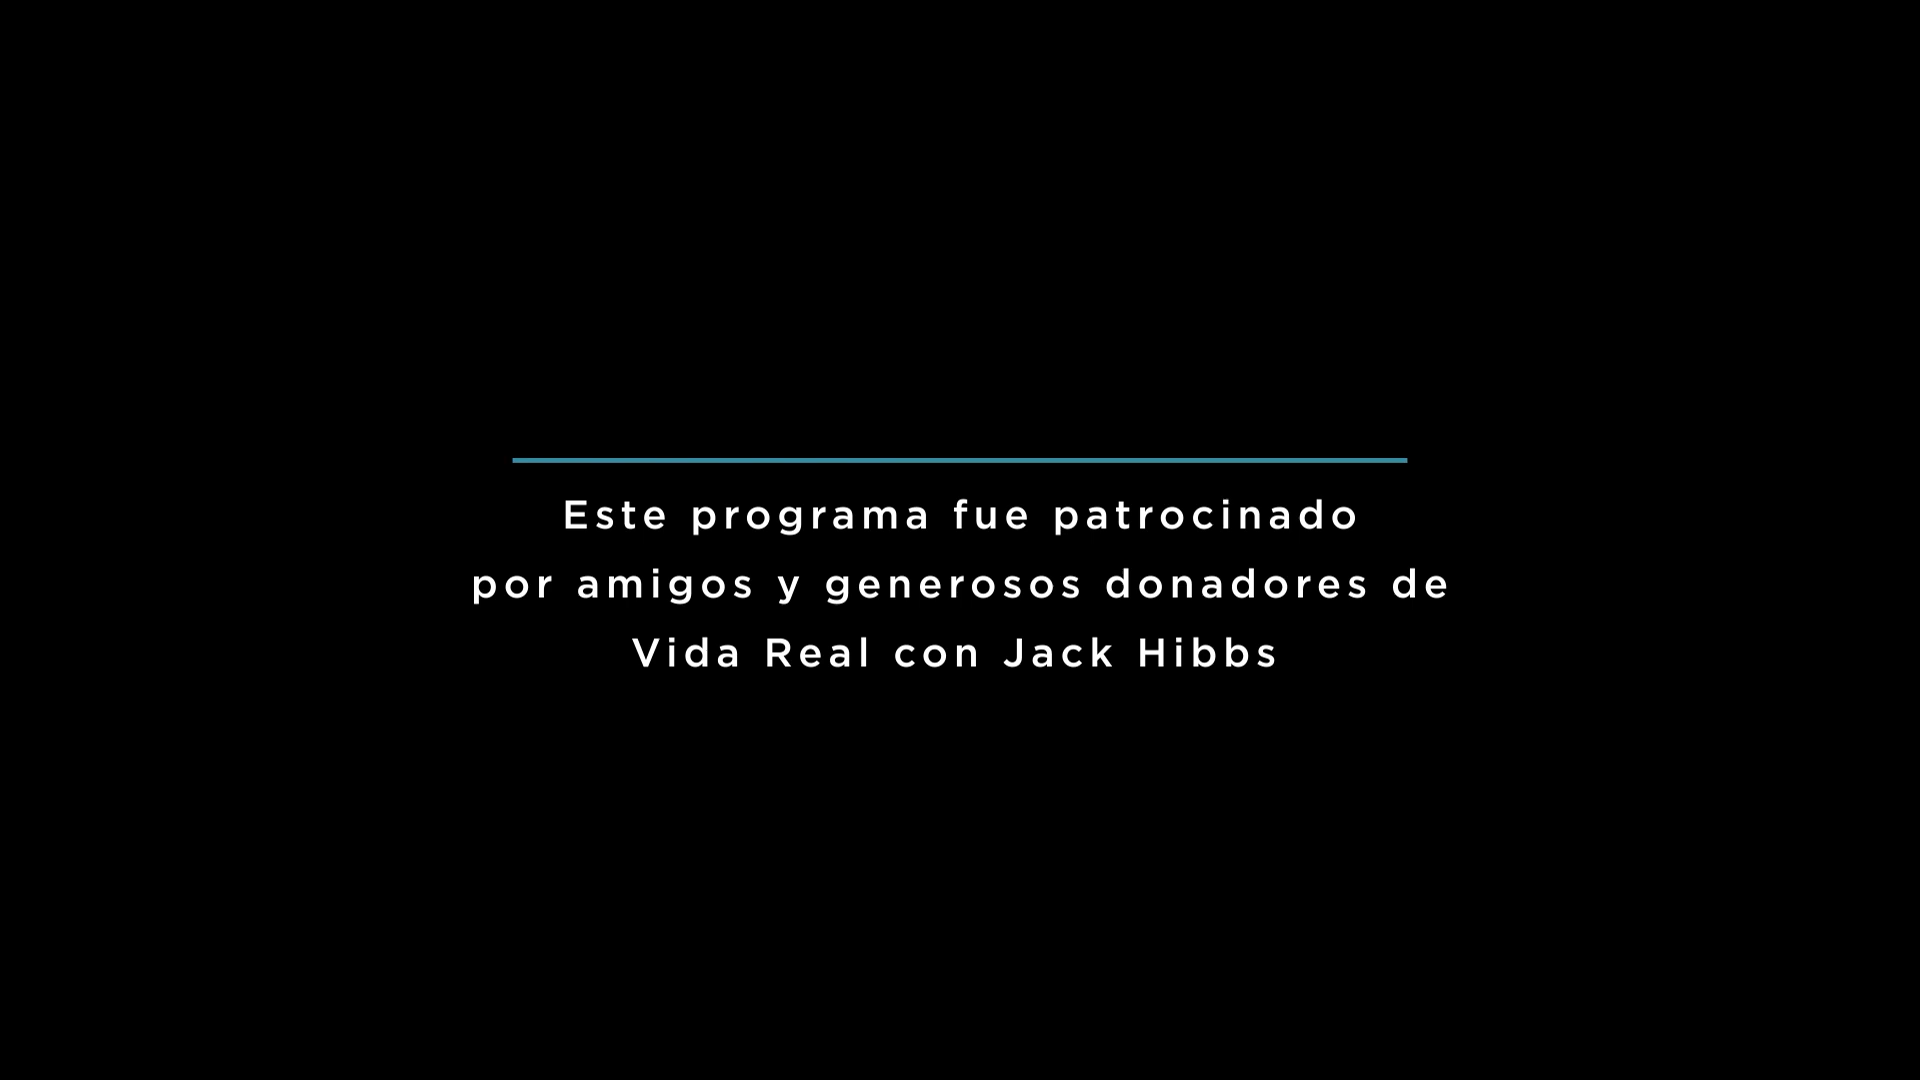 Este programa fue patrocinado
por amigos y generosos donadores de
Vida Real con Jack Hibbs